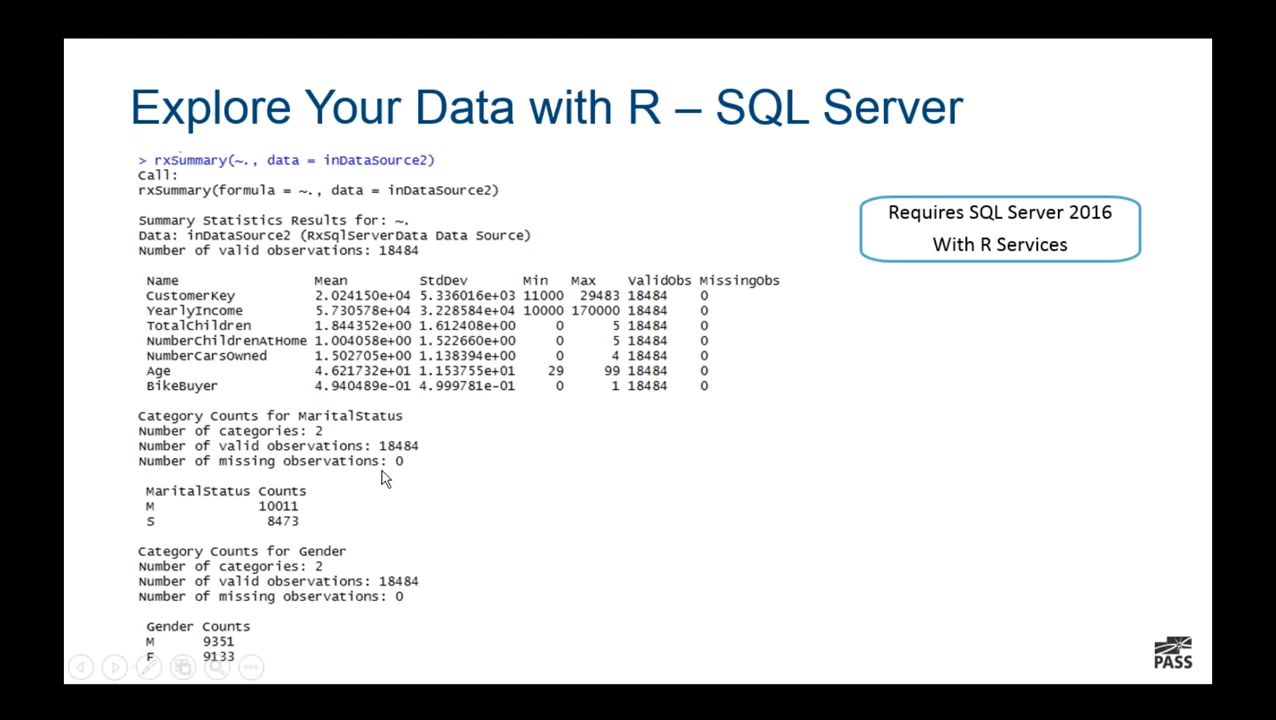 Explore Your Data with R – SQL Server
> rxSummary(~., data = inDataSource2)
Call:
rxSummary(formula = ~., data = inDataSource2)
Summary Statistics Results for: ~.
Data: inDataSource2 (RxSqlServerData Data Source)
Number of valid observations: 18484
Name Mean StdDev Min Max ValidObs MissingObs
CustomerKey 2.024150e+04 5.336016e+03 11000 29483 18484 0
YearlyIncome 5.730578e+04 3.228584e+04 10000 170000 18484 0
TotalChildren 1.844352e+00 1.612408e+00 0 5 18484 0
NumberChildrenAtHome 1.004058e+00 1.522660e+00 0 5 18484 0
NumberCarsOwned 1.502705e+00 1.138394e+00 0 4 18484 0
Age 4.621732e+01 1.153755e+01 29 99 18484 0
BikeBuyer 4.940489e-01 4.999781e-01 0 1 18484 0
Category Counts for MaritalStatus
Number of categories: 2
Number of valid observations: 18484
Number of missing observations: 0
MaritalStatus Counts
M 10011
S 8473
Category Counts for Gender
Number of categories: 2
Number of valid observations: 18484
Number of missing observations: 0
Gender Counts
M 9351
F 9133
Requires SQL Server 2016
With R Services
PASS